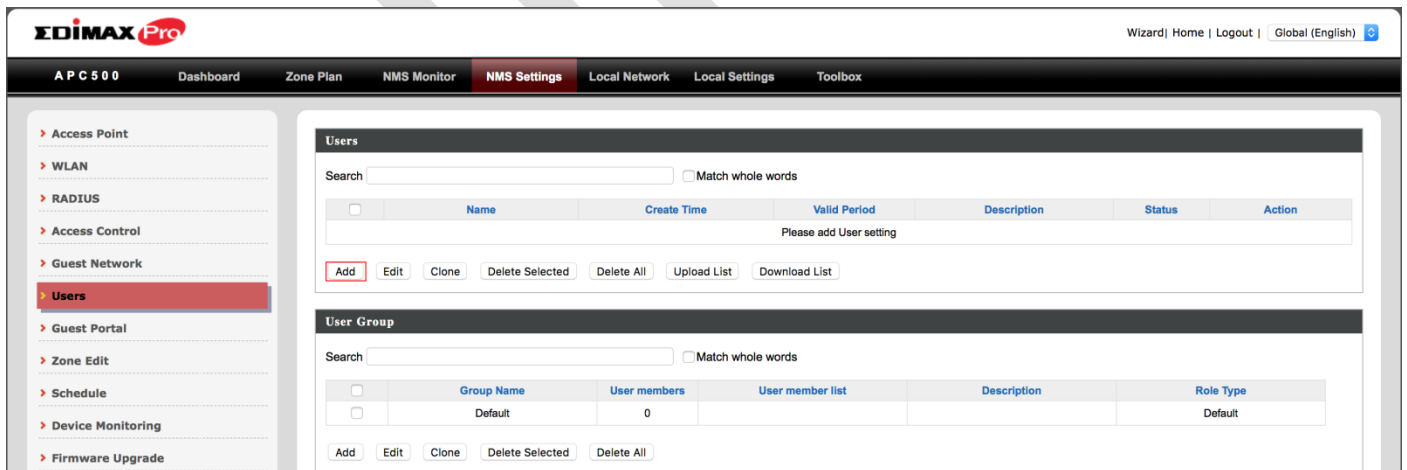 EDIMAX Pro
Wizard| Home | Logout | Global (English)
APC500 Dashboard Zone Plan NMS Monitor NMS Settings Local Network Local Settings Toolbox
> Access Point
> WLAN
> RADIUS
> Access Control
> Guest Network
> Users
> Guest Portal
> Zone Edit
> Schedule
> Device Monitoring
> Firmware Upgrade
Users
Search Match whole words
Name Create Time Valid Period Description Status Action
Please add User setting
Add Edit Clone Delete Selected Delete All Upload List Download List
User Group
Search Match whole words
Group Name User members User member list Description Role Type
Default 0 Default
Add Edit Clone Delete Selected Delete All